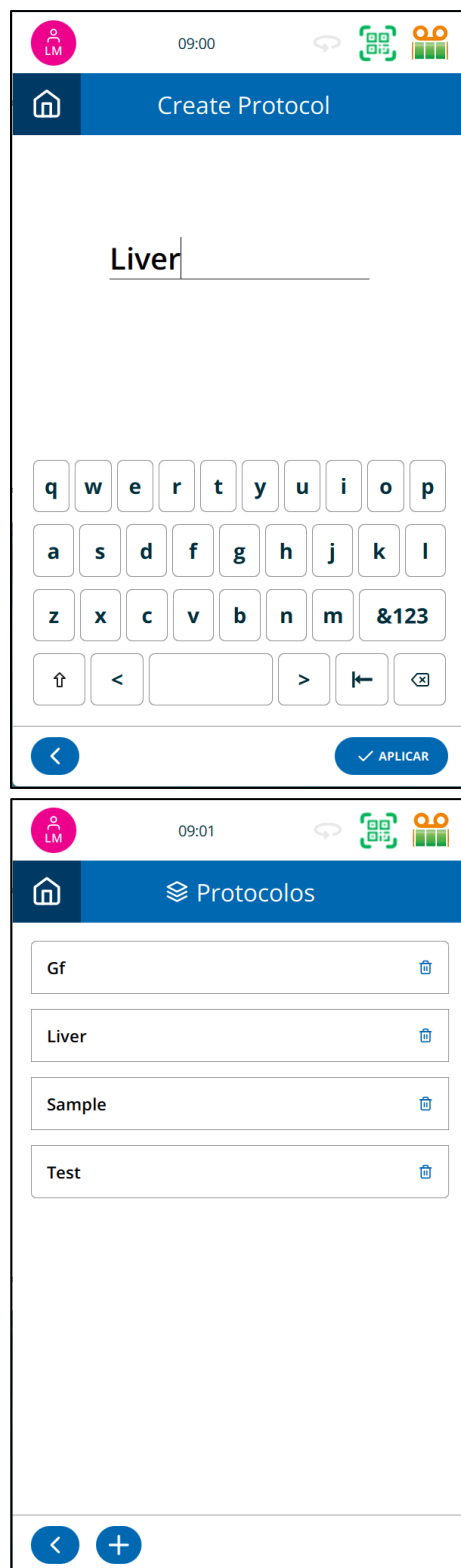 LM
09:00
Create Protocol
Liver
q w e r t y u i o p
a s d f g h j k l
z x c v b n m &123
< >
APLICAR
LM
09:01
Protocolos
Gf
Liver
Sample
Test